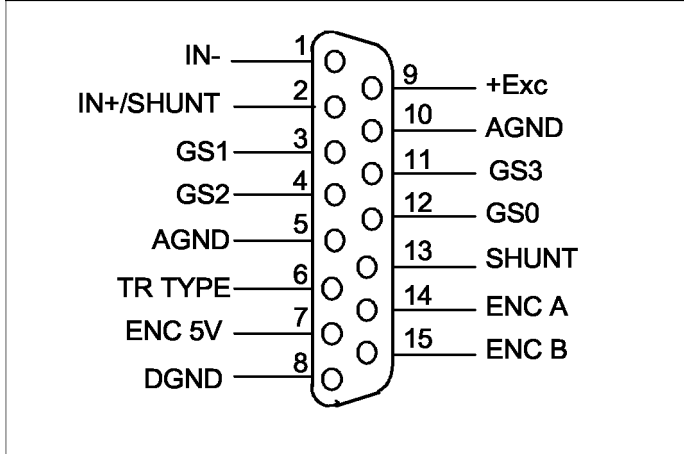 IN- 1
IN+/SHUNT 2
GS1 3
GS2 4
AGND 5
TR TYPE 6
ENC 5V 7
DGND 8
9 +Exc
10 AGND
11 GS3
12 GS0
13 SHUNT
14 ENC A
15 ENC B